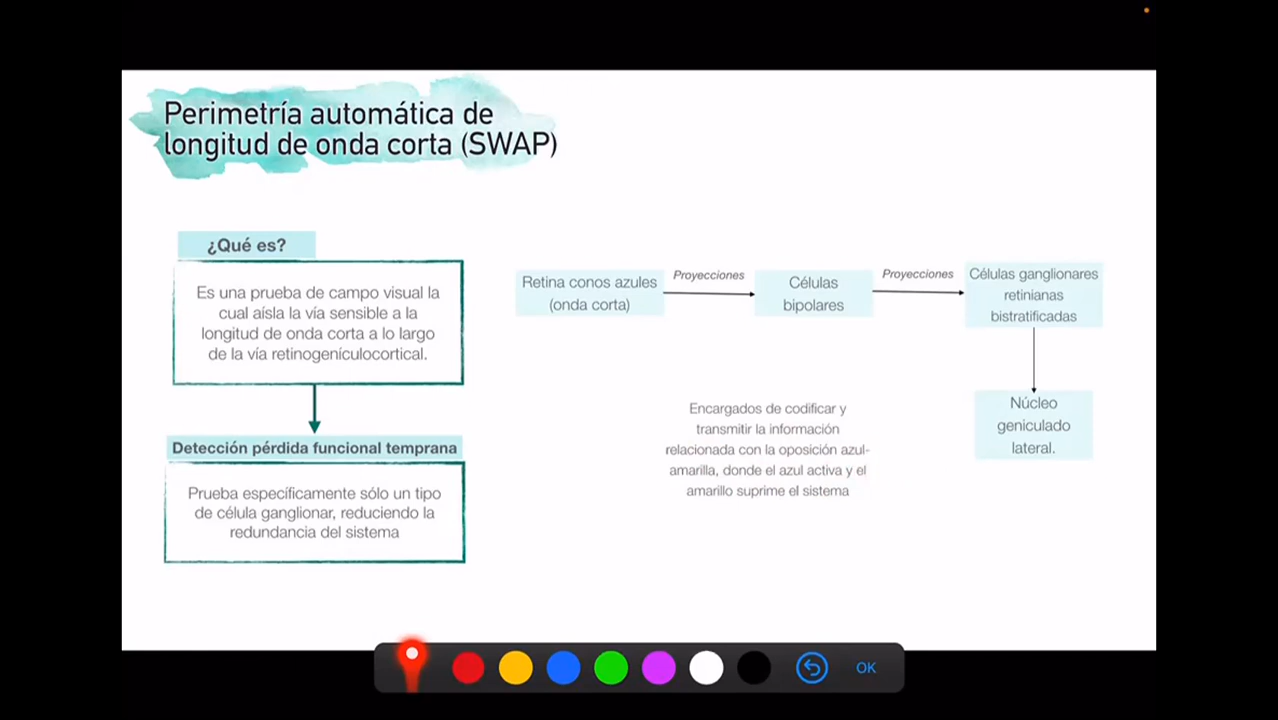 Perimetría automática de
longitud de onda corta (SWAP)
¿Qué es?
Es una prueba de campo visual la
cual aísla la vía sensible a la
longitud de onda corta a lo largo
de la vía retinogenículocortical.
Detección pérdida funcional temprana
Prueba específicamente sólo un tipo
de célula ganglionar, reduciendo la
redundancia del sistema
Retina conos azules
(onda corta)
Proyecciones
Células
bipolares
Proyecciones
Células ganglionares
retinianas
bistratificadas
Núcleo
geniculado
lateral.
Encargados de codificar y
transmitir la información
relacionada con la oposición azul-
amarilla, donde el azul activa y el
amarillo suprime el sistema
OK